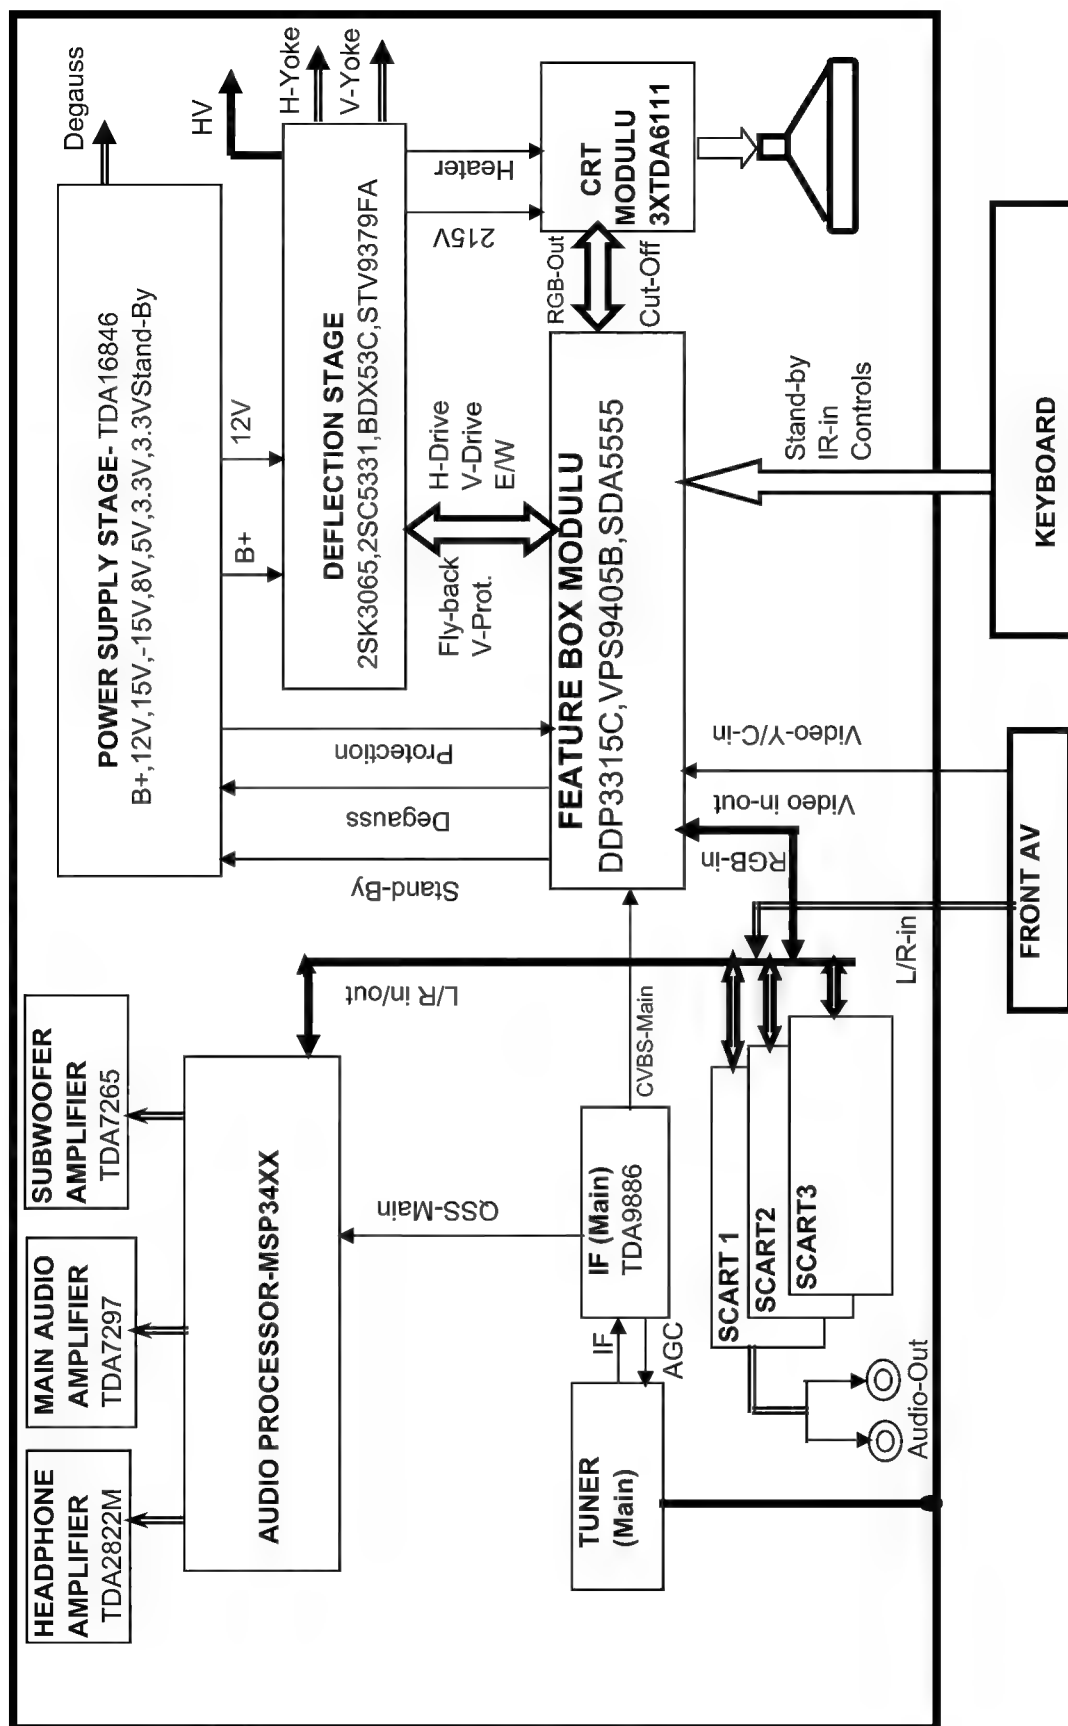 HEADPHONE
AMPLIFIER
TDA2822M
MAIN AUDIO
AMPLIFIER
TDA7297
SUBWOOFER
AMPLIFIER
TDA7265
Degauss
POWER SUPPLY STAGE- TDA16846
B+,12V,15V,-15V,8V,5V,3.3V,3.3VStand-By
HV
H-Yoke
V-Yoke
AUDIO PROCESSOR-MSP34XX
L/R in/out
Stand-By
Degauss
Protection
B+
12V
DEFLECTION STAGE
2SK3065,2SC5331,BDX53C,STV9379FA
215V
Heater
QSS-Main
Fly-back
V-Prot.
H-Drive
V-Drive
E/W
CRT
MODULU
3XTDA6111
RGB-Out
Cut-Off
TUNER
(Main)
IF
AGC
IF (Main)
TDA9886
CVBS-Main
FEATURE BOX MODULU
DDP3315C,VPS9405B,SDA5555
SCART 1
SCART2
SCART3
RGB-in
Video in-out
Video-Y/C-in
Stand-by
IR-in
Controls
Audio-Out
L/R-in
FRONT AV
KEYBOARD